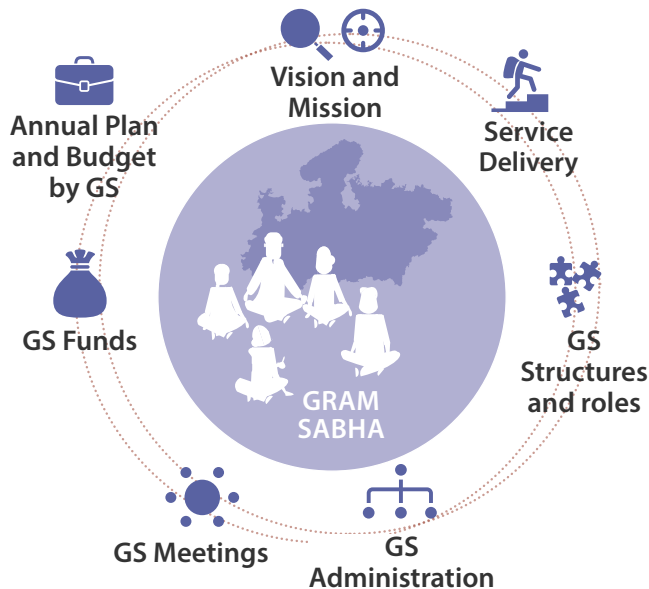 Vision and
Mission
Service
Delivery
GS
Structures
and roles
GS
Administration
GS Meetings
GS Funds
Annual Plan
and Budget
by GS
GRAM
SABHA